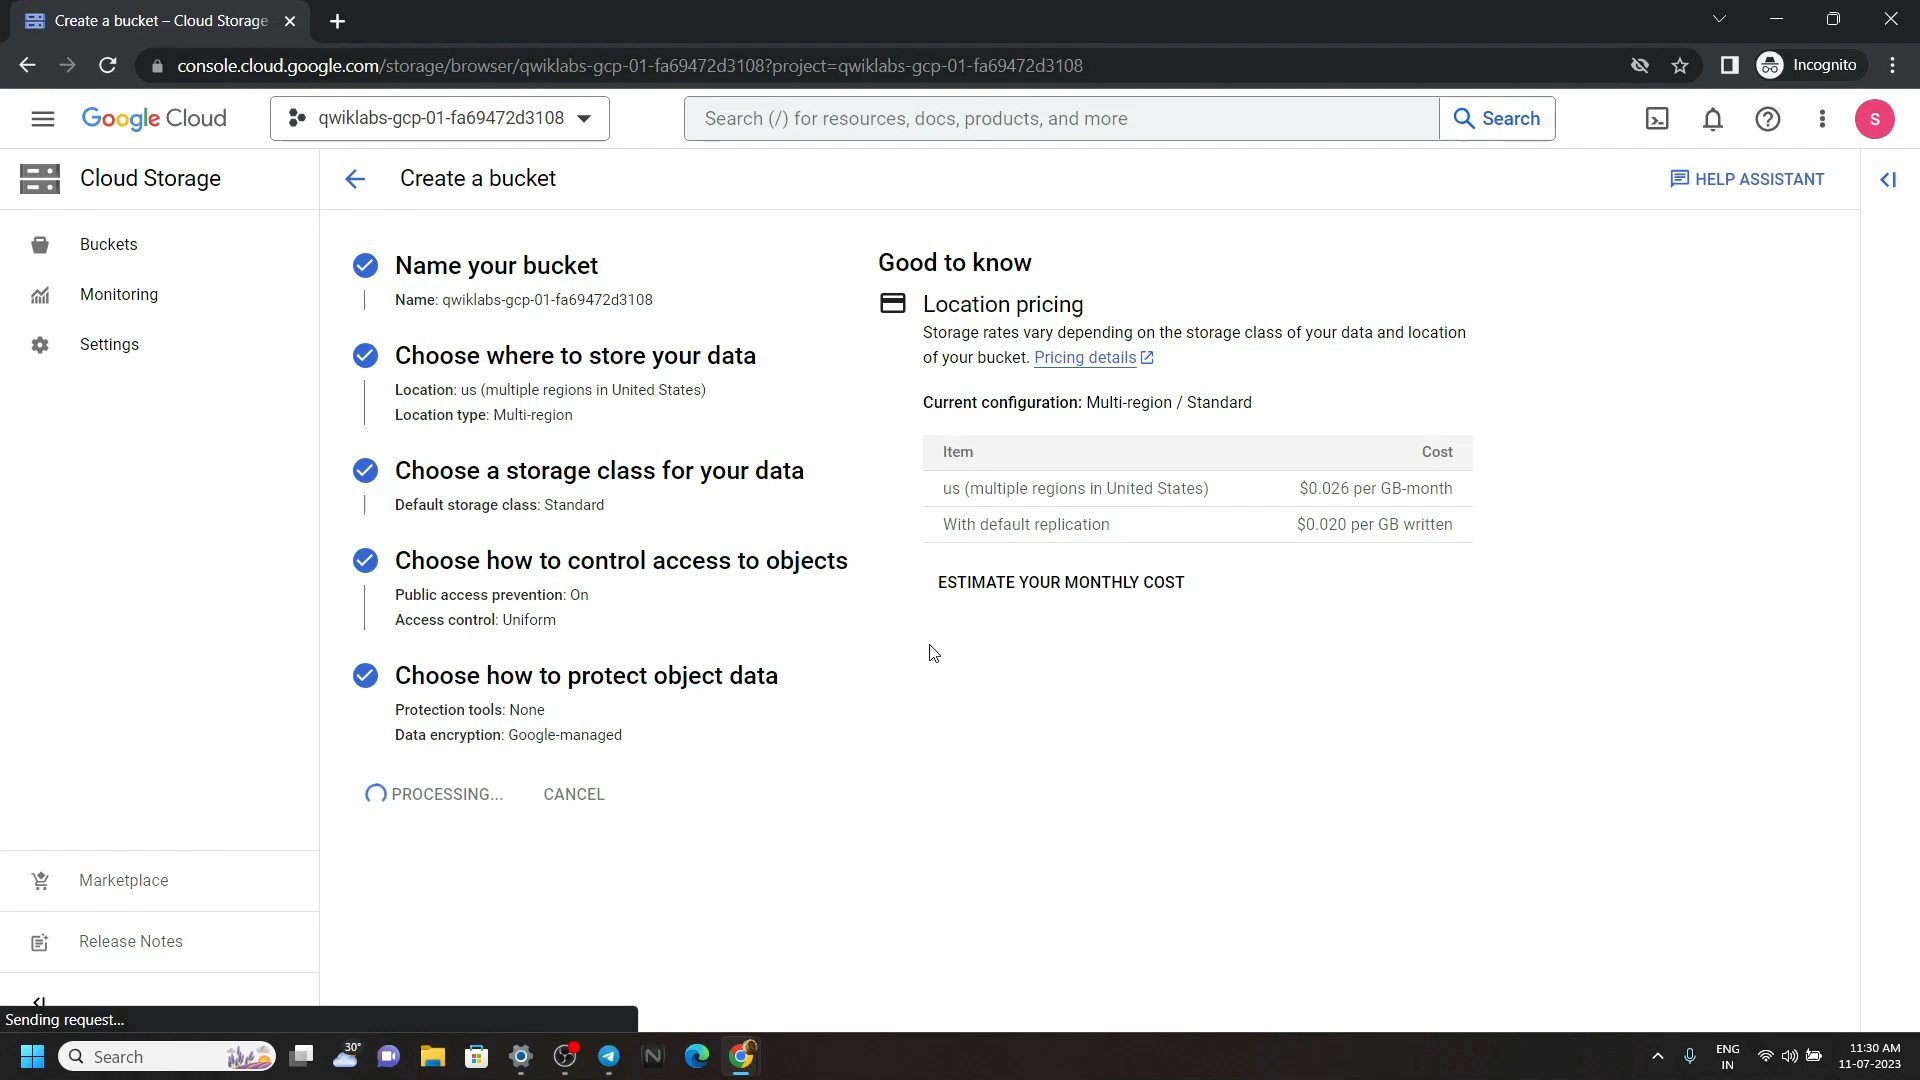 Create a bucket – Cloud Storage
console.cloud.google.com/storage/browser/qwiklabs-gcp-01-fa69472d3108?project=qwiklabs-gcp-01-fa69472d3108
Incognito
Google Cloud
qwiklabs-gcp-01-fa69472d3108
Search (/) for resources, docs, products, and more
Search
S
Cloud Storage
Create a bucket
HELP ASSISTANT
Buckets
Monitoring
Settings
Name your bucket
Name: qwiklabs-gcp-01-fa69472d3108
Choose where to store your data
Location: us (multiple regions in United States)
Location type: Multi-region
Choose a storage class for your data
Default storage class: Standard
Choose how to control access to objects
Public access prevention: On
Access control: Uniform
Choose how to protect object data
Protection tools: None
Data encryption: Google-managed
PROCESSING...
CANCEL
Good to know
Location pricing
Storage rates vary depending on the storage class of your data and location
of your bucket. Pricing details
Current configuration: Multi-region / Standard
Item Cost
us (multiple regions in United States) $0.026 per GB-month
With default replication $0.020 per GB written
ESTIMATE YOUR MONTHLY COST
Marketplace
Release Notes
Sending request...
Search
30°
N
ENG
IN
11:30 AM
11-07-2023